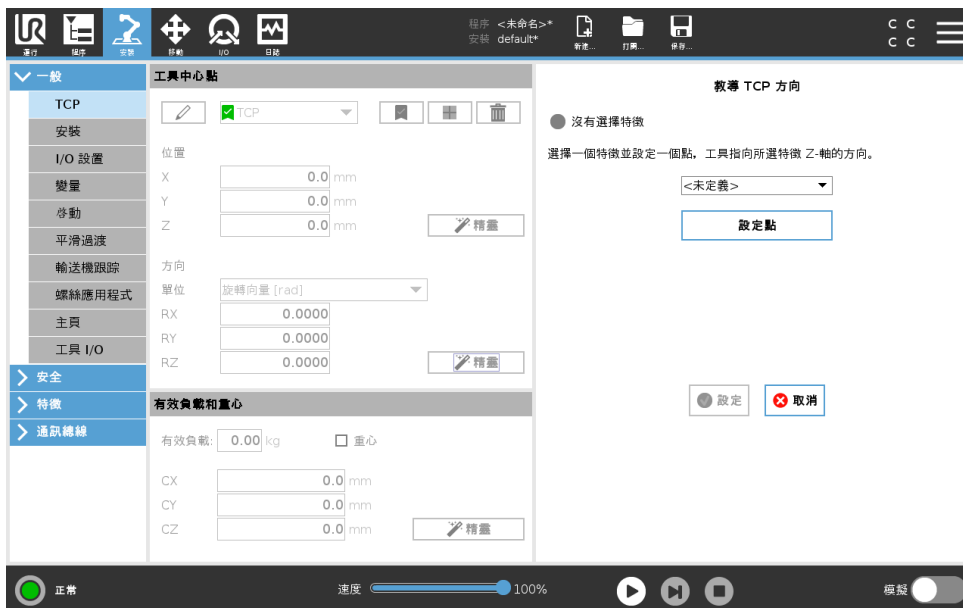 程序 <未命名>*
安裝 default*
C C
C C
運行
I/O 程序
安裝
移動
I/O
日誌
新建...
打開...
保存...
一般
TCP
安裝
I/O 設置
變量
啓動
平滑過渡
輸送機跟踪
螺絲應用程式
主頁
工具 I/O
安全
特徵
通訊總線
工具中心點
TCP
位置
X 0.0 mm
Y 0.0 mm
Z 0.0 mm
精靈
方向
單位 旋轉向量 [rad]
RX 0.0000
RY 0.0000
RZ 0.0000
精靈
有效負載和重心
有效負載: 0.00 kg 重心
CX 0.0 mm
CY 0.0 mm
CZ 0.0 mm
精靈
教導 TCP 方向
沒有選擇特徵
選擇一個特徵並設定一個點，工具指向所選特徵 Z-軸的方向。
<未定義>
設定點
設定
取消
正常
速度 100%
模擬